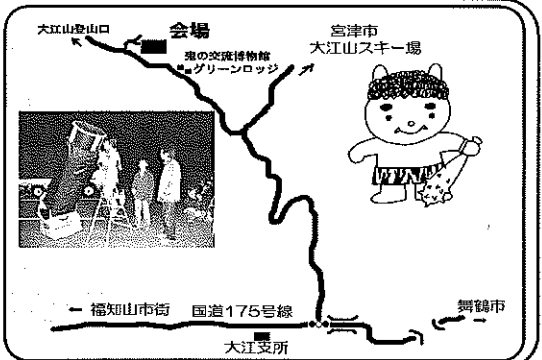 大江山登山口
会場
鬼の交流博物館
グリーンロッジ
宮津市
大江山スキー場
← 福知山市街
国道175号線
大江支所
舞鶴市